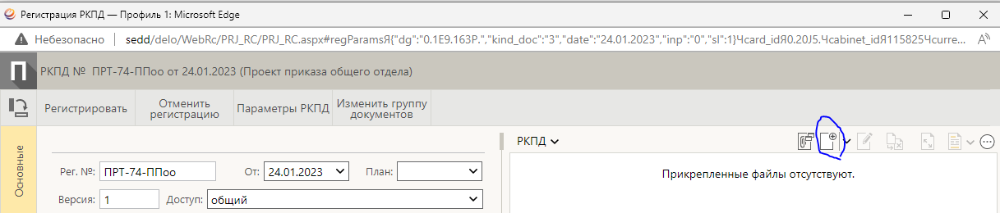 Регистрация РКПД — Профиль 1: Microsoft Edge
Небезопасно sedd/delo/WebRc/PRJ_RC/PRJ_RC.aspx#regParamsЯ{"dg":"0.1E9.163P.","kind_doc":"3","date":"24.01.2023","inp":"0","sl":1}Чcard_idЯ0.20J5.Чcabinet_idЯ115825Чcurre... A
П РКПД № ПРТ-74-ППоо от 24.01.2023 (Проект приказа общего отдела)
Регистрировать Отменить регистрацию Параметры РКПД Изменить группу документов
Основные
РКПД
Рег. №: ПРТ-74-ППоо От: 24.01.2023 План:
Прикрепленные файлы отсутствуют.
Версия: 1 Доступ: общий